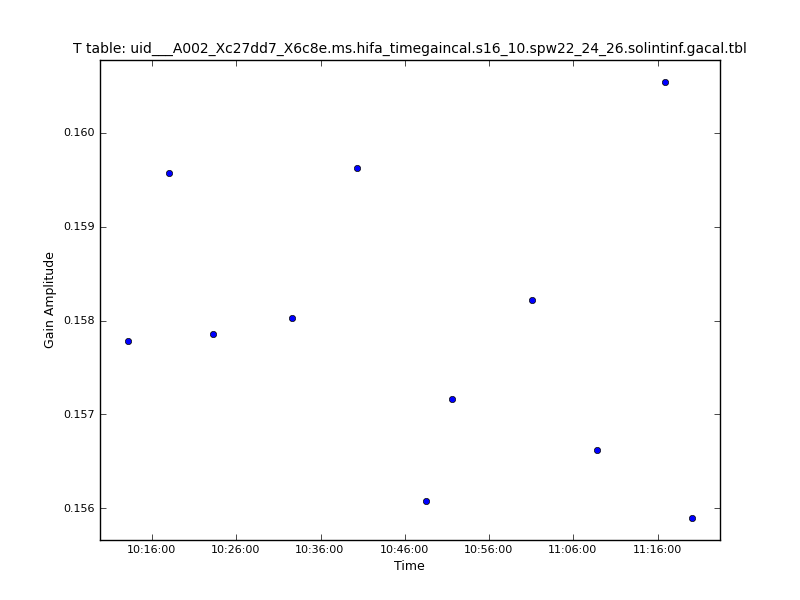 T table: uid___A002_Xc27dd7_X6c8e.ms.hifa_timegaincal.s16_10.spw22_24_26.solintinf.gacal.tbl
0.160
0.159
0.158
0.157
0.156
Gain Amplitude
10:16:00 10:26:00 10:36:00 10:46:00 10:56:00 11:06:00 11:16:00
Time